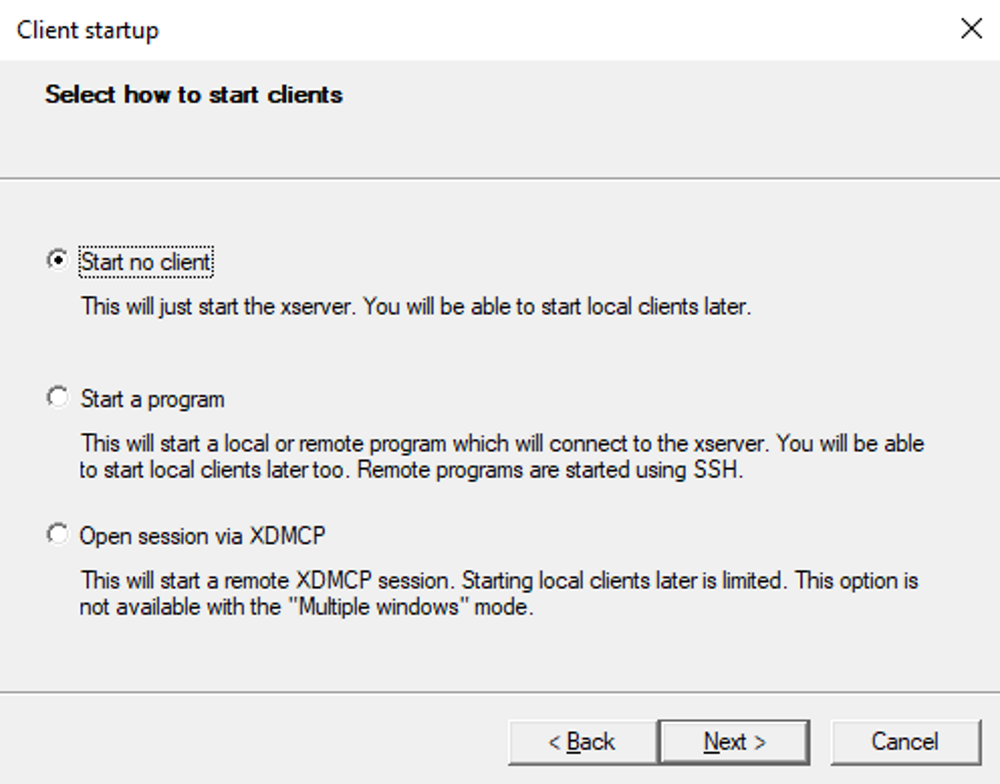 Client startup
Select how to start clients
Start no client
This will just start the xserver. You will be able to start local clients later.
Start a program
This will start a local or remote program which will connect to the xserver. You will be able
to start local clients later too. Remote programs are started using SSH.
Open session via XDMCP
This will start a remote XDMCP session. Starting local clients later is limited. This option is
not available with the "Multiple windows" mode.
< Back Next > Cancel